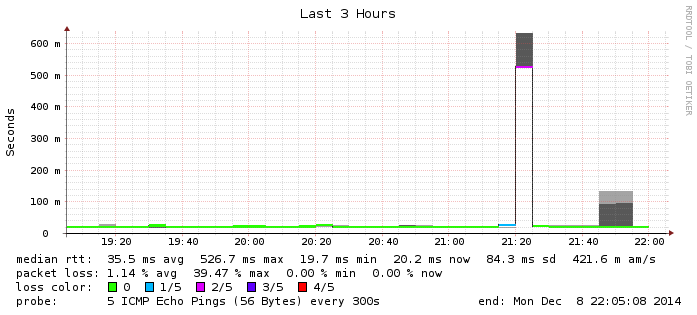 Last 3 Hours
RRDTOOL / TOBI OETIKER
Seconds
600 m
500 m
400 m
300 m
200 m
100 m
0
19:20 19:40 20:00 20:20 20:40 21:00 21:20 21:40 22:00
median rtt: 35.5 ms avg 526.7 ms max 19.7 ms min 20.2 ms now 84.3 ms sd 421.6 m am/s
packet loss: 1.14 % avg 39.47 % max 0.00 % min 0.00 % now
loss color: 0 1/5 2/5 3/5 4/5
probe: 5 ICMP Echo Pings (56 Bytes) every 300s end: Mon Dec 8 22:05:08 2014